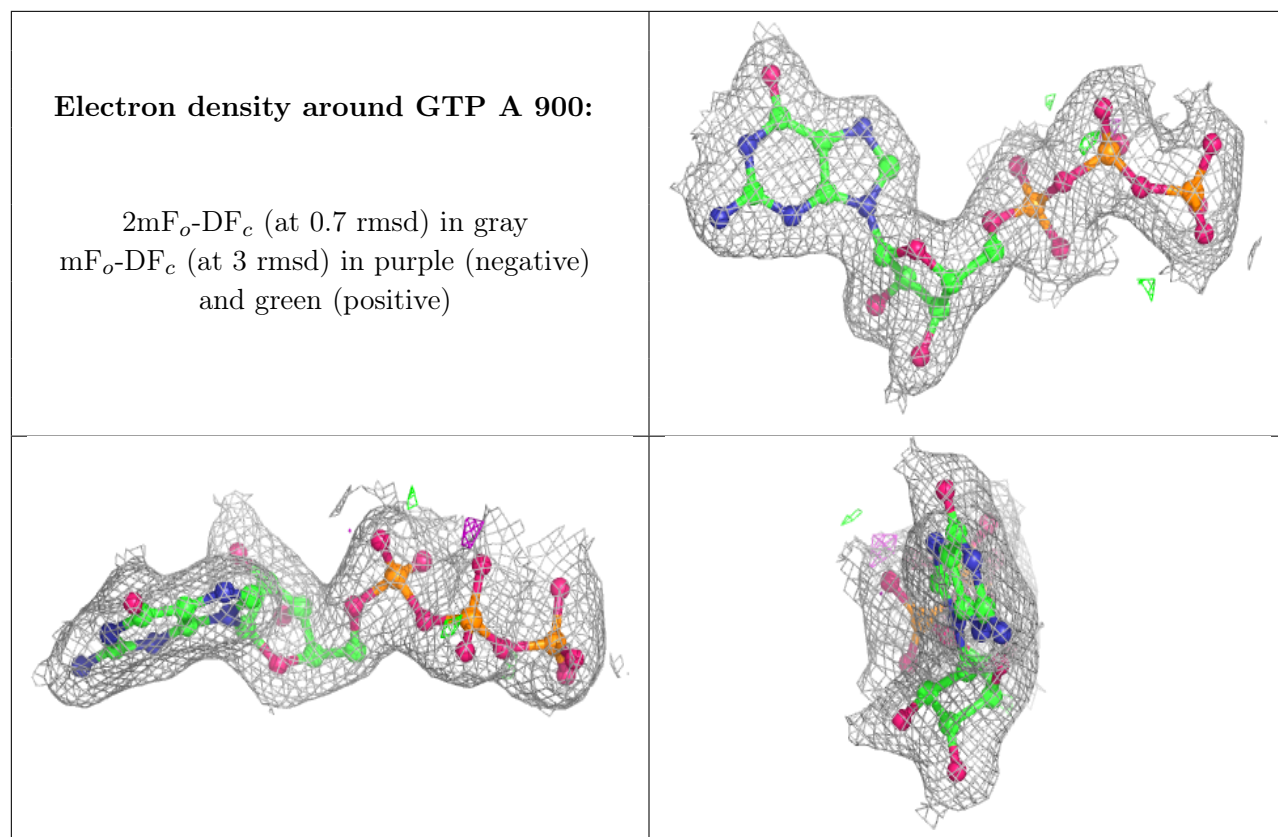 Electron density around GTP A 900:
2mFₒ-DF𝒸 (at 0.7 rmsd) in gray
mFₒ-DF𝒸 (at 3 rmsd) in purple (negative)
and green (positive)